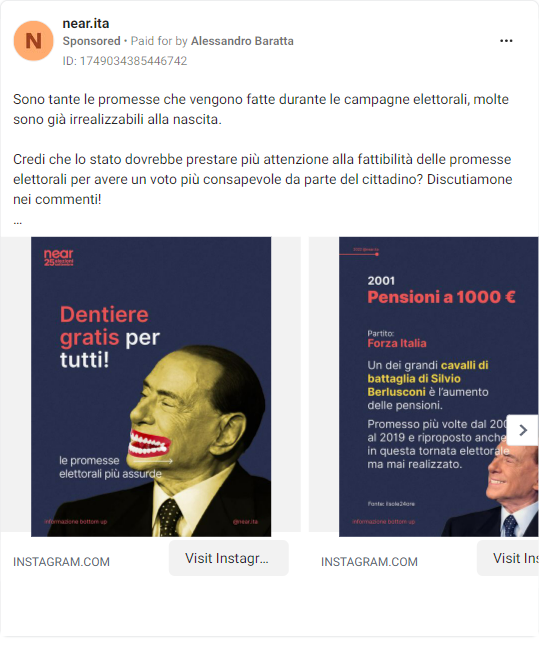 near.ita
Sponsored • Paid for by Alessandro Baratta
ID: 1749034385446742
Sono tante le promesse che vengono fatte durante le campagne elettorali, molte
sono già irrealizzabili alla nascita.
Credi che lo stato dovrebbe prestare più attenzione alla fattibilità delle promesse
elettorali per avere un voto più consapevole da parte del cittadino? Discutiamone
nei commenti!
...
near
25 elezioni
settembre
Dentiere
gratis per
tutti!
le promesse
elettorali più assurde
informazione bottom-up
@near.ita
2001
Pensioni a 1000 €
Partito:
Forza Italia
Un dei grandi cavalli di
battaglia di Silvio
Berlusconi è l'aumento
delle pensioni.
Promesso più volte dal
al 2019 e riproposto anche
in questa tornata elettorale
ma mai realizzato.
Fonte: ilsole24ore
informazione bottom-up
INSTAGRAM.COM
Visit Instagr...
INSTAGRAM.COM
Visit Ins